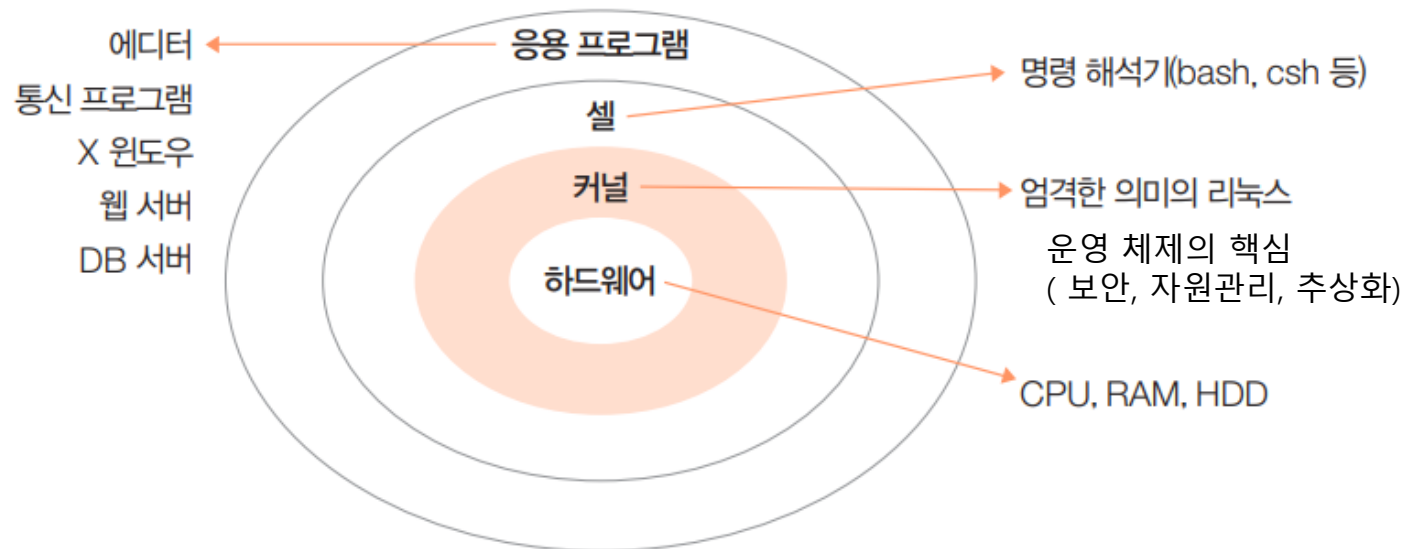 에디터
통신 프로그램
X 윈도우
웹 서버
DB 서버
응용 프로그램
셸
커널
하드웨어
명령 해석기(bash, csh 등)
엄격한 의미의 리눅스
운영 체제의 핵심
( 보안, 자원관리, 추상화)
CPU, RAM, HDD